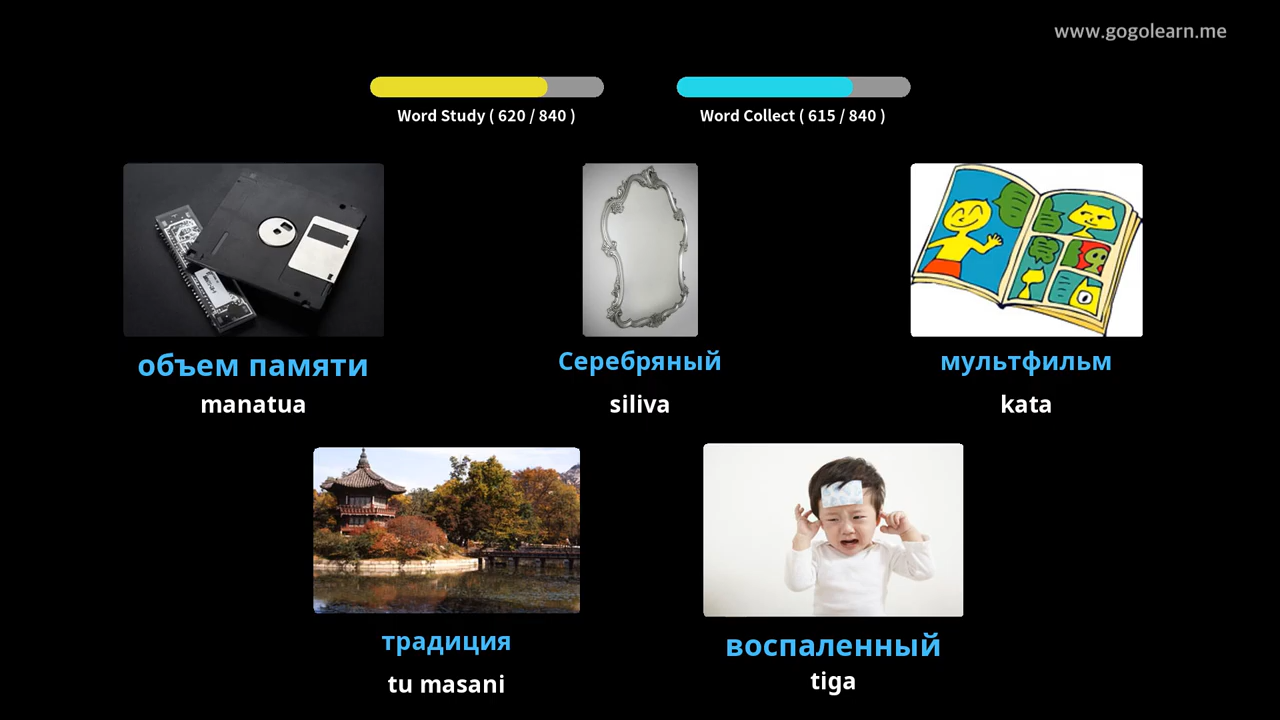 www.gogolearn.me
Word Study ( 620 / 840 )
Word Collect ( 615 / 840 )
объем памяти
manatua
Серебряный
siliva
мультфильм
kata
традиция
tu masani
воспаленный
tiga